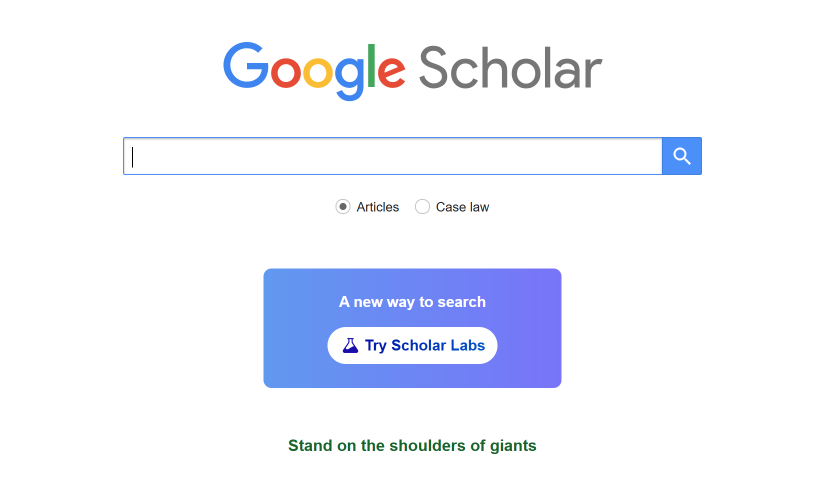 Google Scholar
Articles Case law
A new way to search
Try Scholar Labs
Stand on the shoulders of giants